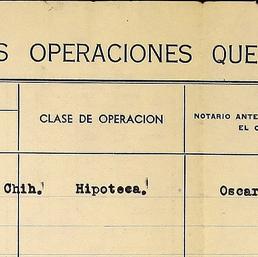 S OPERACIONES QUE
CLASE DE OPERACION
NOTARIO ANTE
EL C
Chih. Hipoteca. Oscar